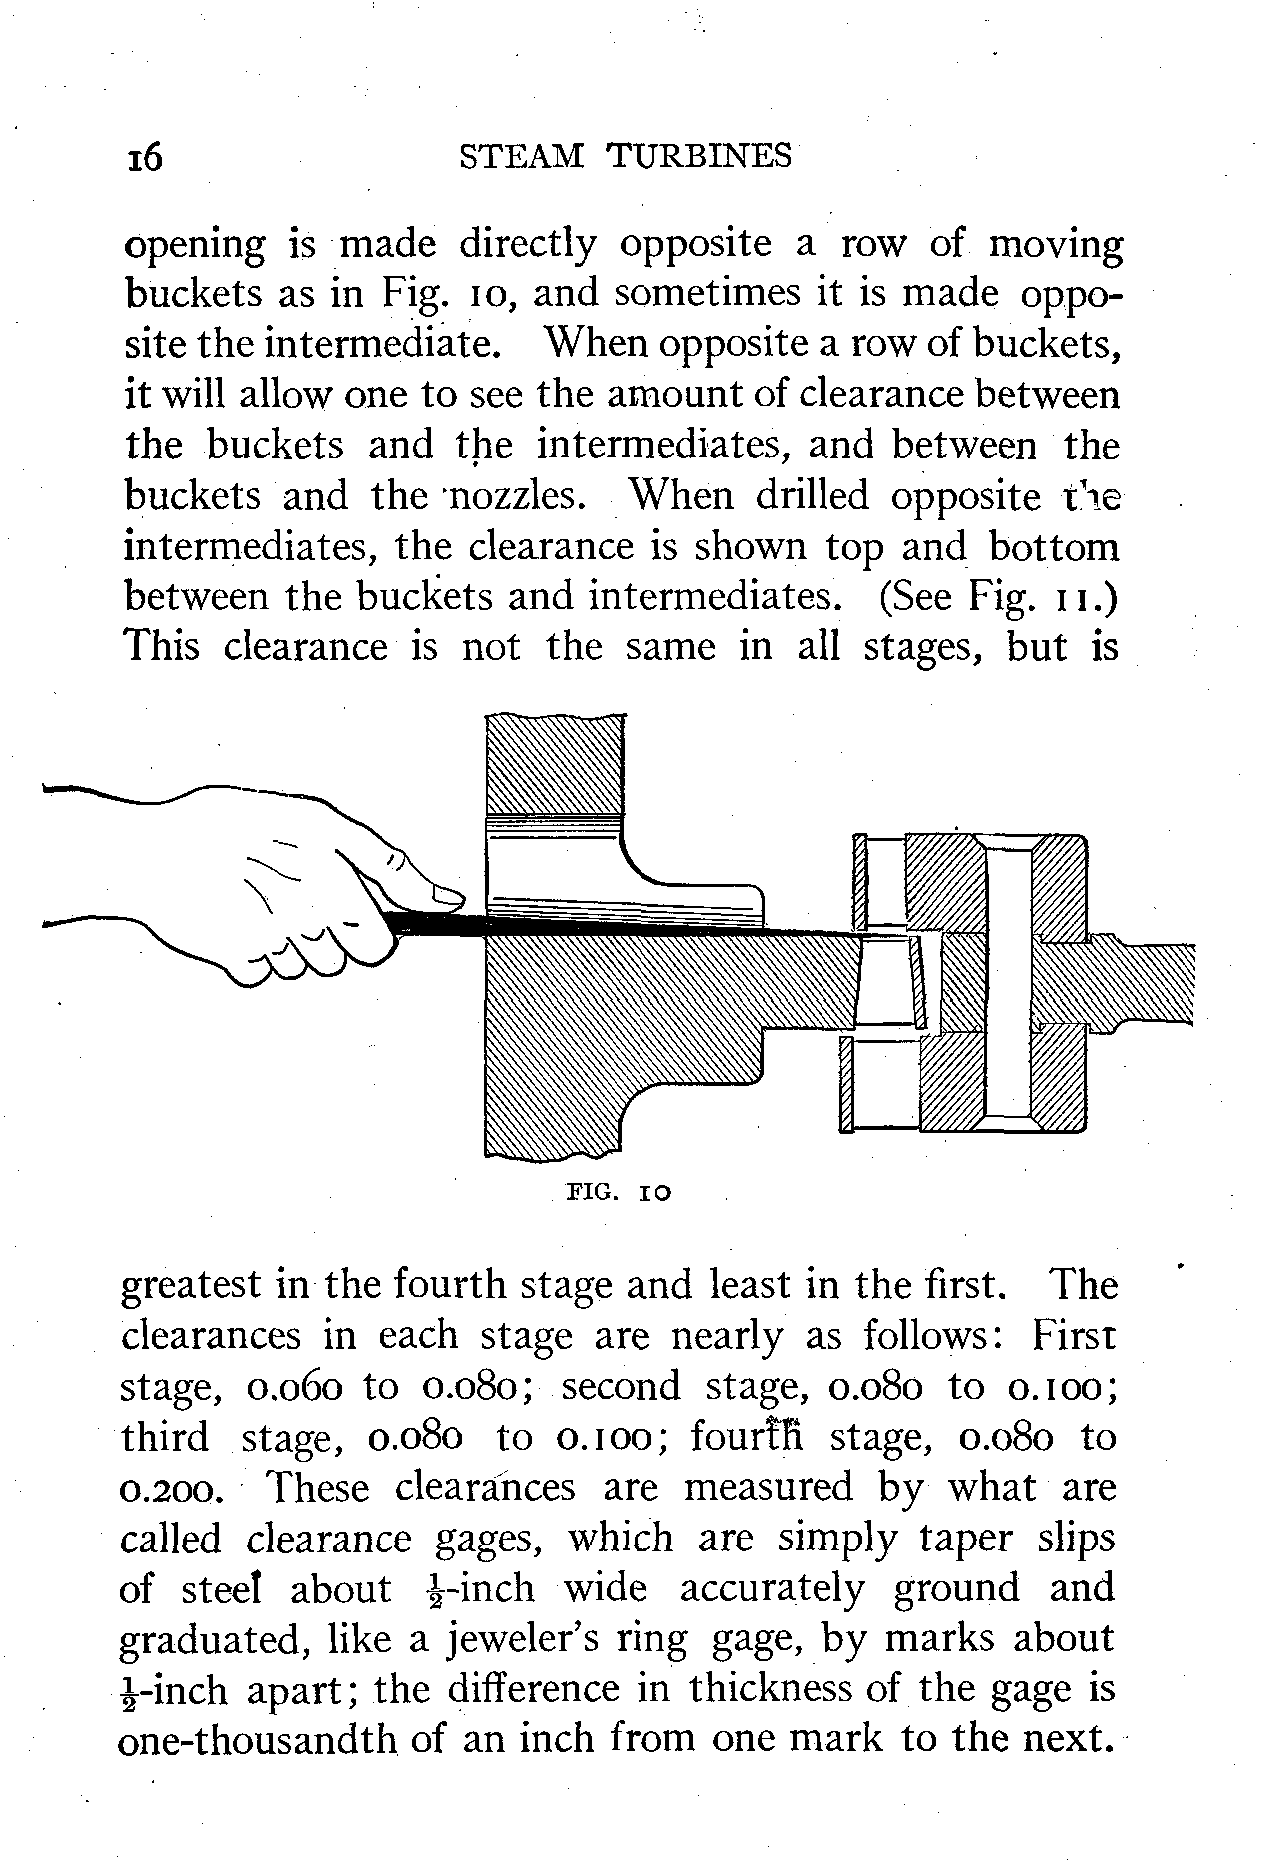 16 STEAM TURBINES
opening is made directly opposite a row of moving
buckets as in Fig. 10, and sometimes it is made oppo-
site the intermediate. When opposite a row of buckets,
it will allow one to see the amount of clearance between
the buckets and the intermediates, and between the
buckets and the nozzles. When drilled opposite the
intermediates, the clearance is shown top and bottom
between the buckets and intermediates. (See Fig. 11.)
This clearance is not the same in all stages, but is
FIG. 10
greatest in the fourth stage and least in the first. The
clearances in each stage are nearly as follows: First
stage, 0.060 to 0.080; second stage, 0.080 to 0.100;
third stage, 0.080 to 0.100; fourth stage, 0.080 to
0.200. These clearances are measured by what are
called clearance gages, which are simply taper slips
of steel about ½-inch wide accurately ground and
graduated, like a jeweler's ring gage, by marks about
½-inch apart; the difference in thickness of the gage is
one-thousandth of an inch from one mark to the next.